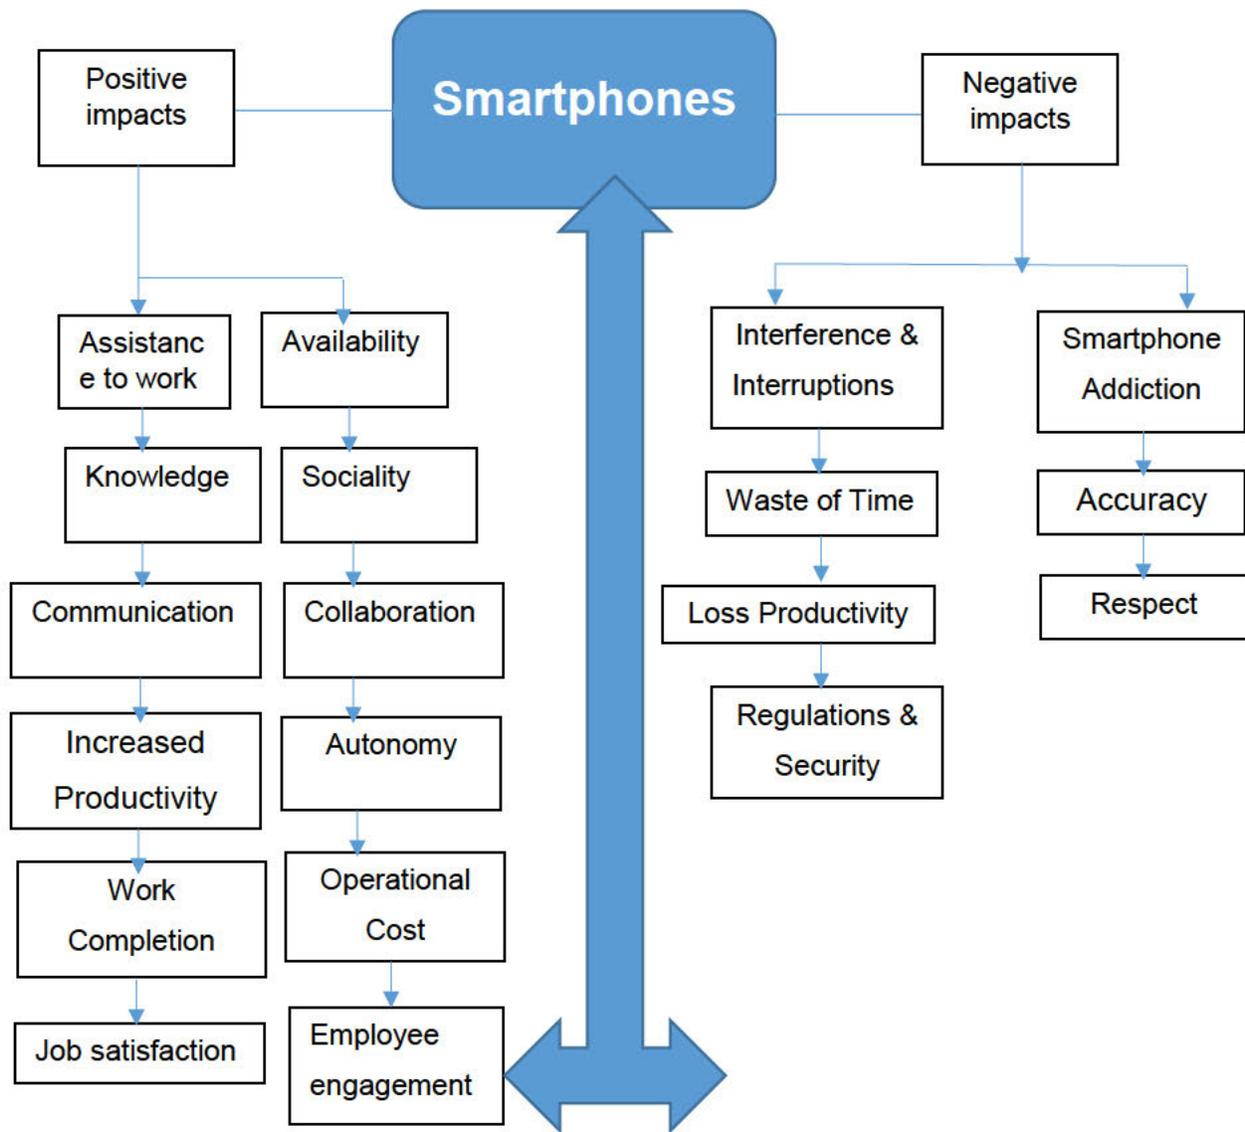 Smartphones
Positive
impacts
Negative
impacts
Assistanc
e to work
Knowledge
Communication
Increased
Productivity
Work
Completion
Job satisfaction
Availability
Sociality
Collaboration
Autonomy
Operational
Cost
Employee
engagement
Interference &
Interruptions
Waste of Time
Loss Productivity
Regulations &
Security
Smartphone
Addiction
Accuracy
Respect